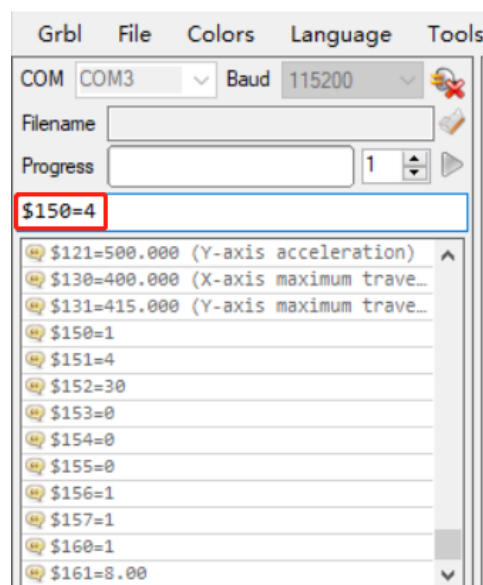 Grbl File Colors Language Tools
COM COM3 Baud 115200
Filename
Progress 1
$150=4
$121=500.000 (Y-axis acceleration)
$130=400.000 (X-axis maximum trave…
$131=415.000 (Y-axis maximum trave…
$150=1
$151=4
$152=30
$153=0
$154=0
$155=0
$156=1
$157=1
$160=1
$161=8.00